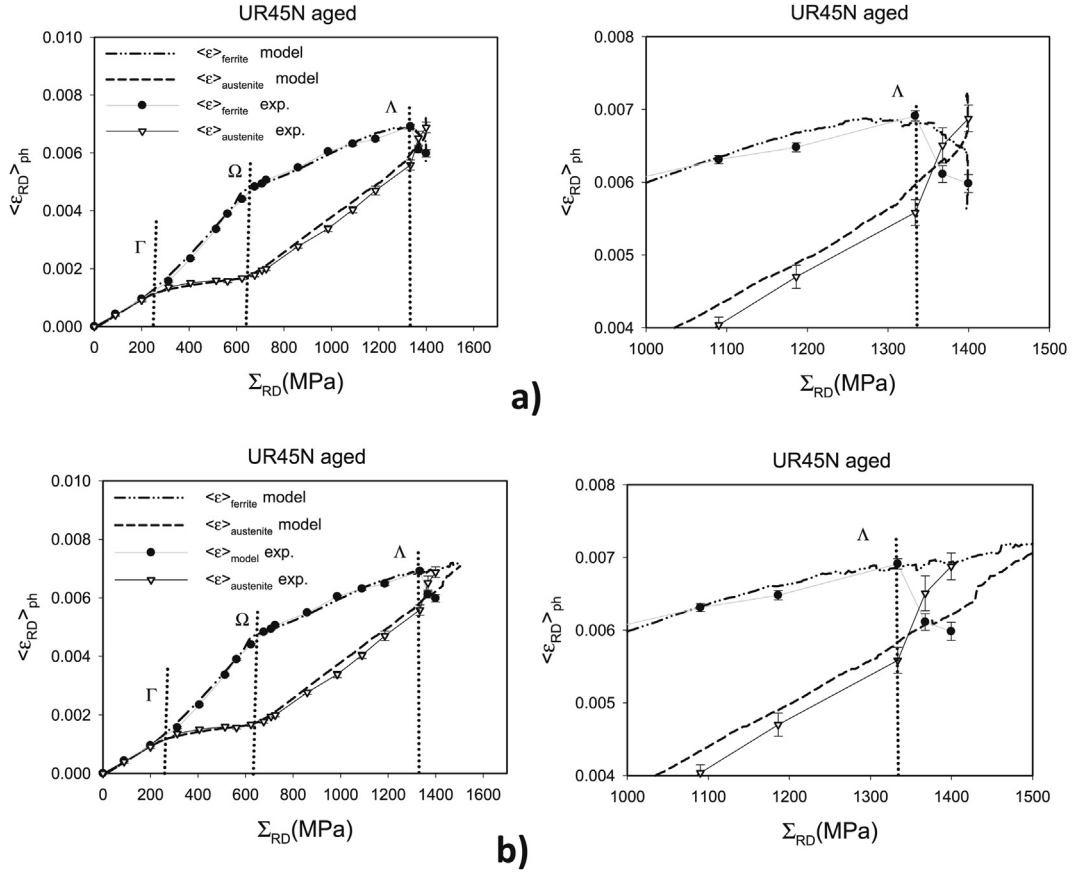 UR45N aged
0.010
0.008
0.006
0.004
0.002
0.000
<ε>ferrite model
<ε>austenite model
<ε>ferrite exp.
<ε>austenite exp.
Γ
Ω
Λ
<εRD>ph
0 200 400 600 800 1000 1200 1400 1600
ΣRD(MPa)
UR45N aged
0.008
0.007
0.006
0.005
0.004
Λ
<εRD>ph
1000 1100 1200 1300 1400 1500
ΣRD(MPa)
a)
UR45N aged
0.010
0.008
0.006
0.004
0.002
0.000
<ε>ferrite model
<ε>austenite model
<ε>model exp.
<ε>austenite exp.
Γ
Ω
Λ
<εRD>ph
0 200 400 600 800 1000 1200 1400 1600
ΣRD(MPa)
UR45N aged
0.008
0.007
0.006
0.005
0.004
Λ
<εRD>ph
1000 1100 1200 1300 1400 1500
ΣRD(MPa)
b)